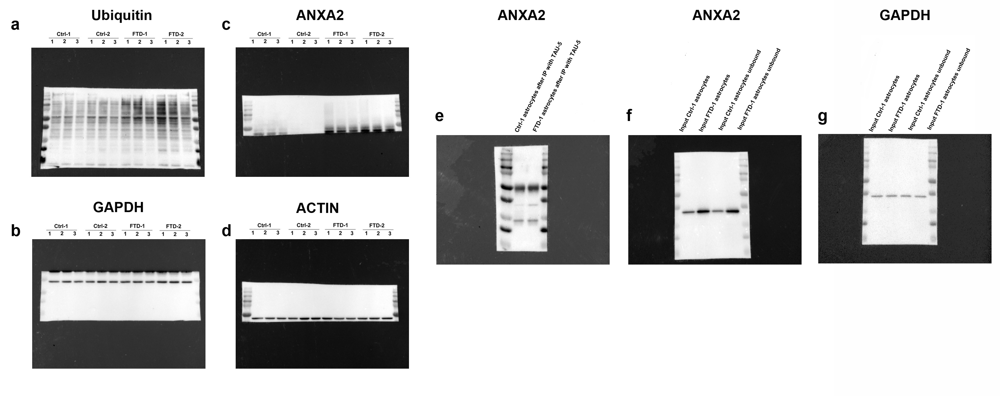 a
Ubiquitin
Ctrl-1 Ctrl-2 FTD-1 FTD-2
1 2 3 1 2 3 1 2 3 1 2 3
c
ANXA2
Ctrl-1 Ctrl-2 FTD-1 FTD-2
1 2 3 1 2 3 1 2 3 1 2 3
b
GAPDH
Ctrl-1 Ctrl-2 FTD-1 FTD-2
1 2 3 1 2 3 1 2 3 1 2 3
d
ACTIN
Ctrl-1 Ctrl-2 FTD-1 FTD-2
1 2 3 1 2 3 1 2 3 1 2 3
e
ANXA2
Ctrl-1 astrocytes after IP with TAU-5
FTD-1 astrocytes after IP with TAU-5
f
ANXA2
Input Ctrl-1 astrocytes
Input FTD-1 astrocytes
Input Ctrl-1 astrocytes unbound
Input FTD-1 astrocytes unbound
g
GAPDH
Input Ctrl-1 astrocytes
Input FTD-1 astrocytes
Input Ctrl-1 astrocytes unbound
Input FTD-1 astrocytes unbound